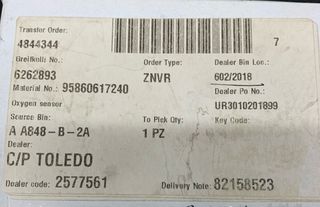 Transfer Order:
4844344
7
Greifkolli No.: Order Type: Dealer Bin Loc.:
6262893 ZNVR 602/2018
Material No.: 95860617240 Dealer Po No.:
Oxygen sensor UR3010201899
Source Bin: To Pick Qty: Key Code:
A A848-B-2A 1 PZ
Dealer:
C/P TOLEDO
Dealer code: 2577561 Delivery Note: 82158523